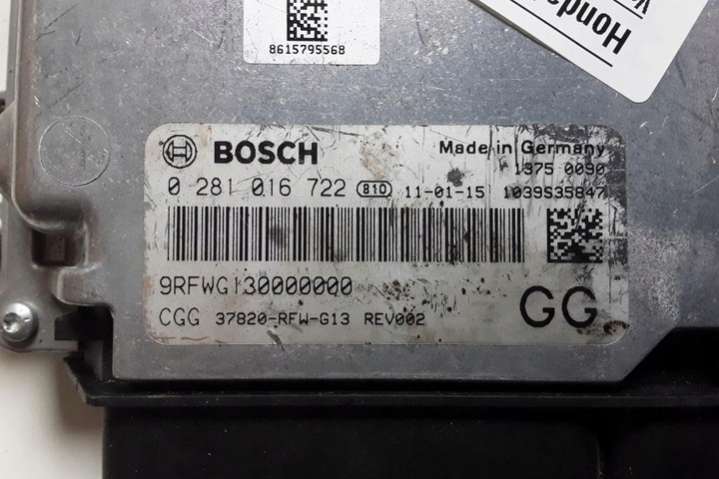 8615795568
Honda
BOSCH
Made in Germany
1375 0090
0 281 016 722 810 11-01-15 1039S35847
9RFWG130000000
CGG 37820-RFW-G13 REV002
GG